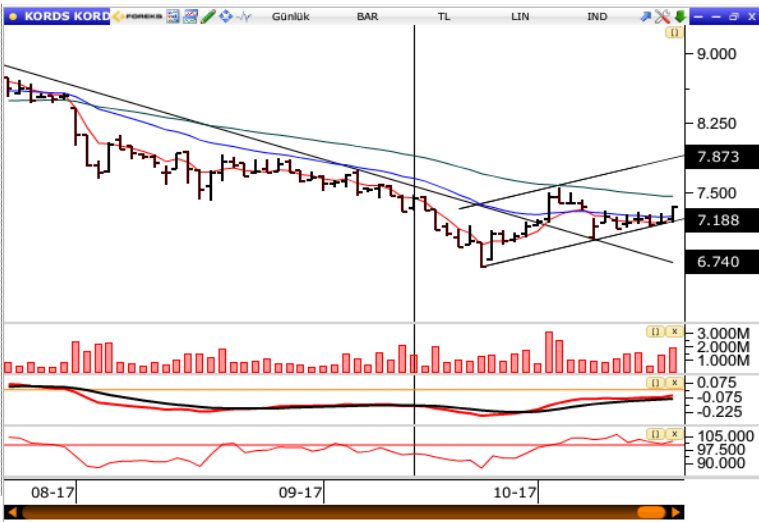 KORDS KORD FOREKS Günlük BAR TL LIN IND
[] 
9.000
8.250
7.873
7.500
7.188
6.740
[] x
3.000M
2.000M
1.000M
[] x
0.075
-0.075
-0.225
[] x
105.000
97.500
90.000
08-17 09-17 10-17